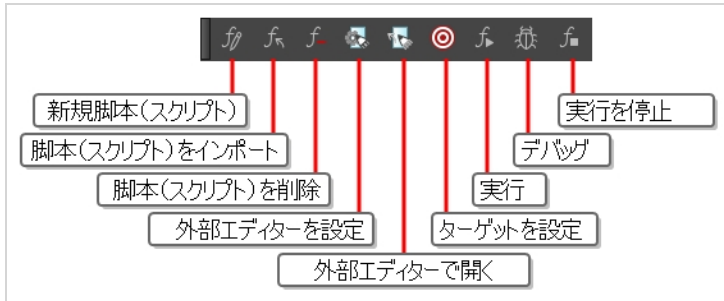 新規脚本(スクリプト)
実行を停止
脚本(スクリプト)をインポート
デバッグ
脚本(スクリプト)を削除
実行
外部エディターを設定
ターゲットを設定
外部エディターで開く